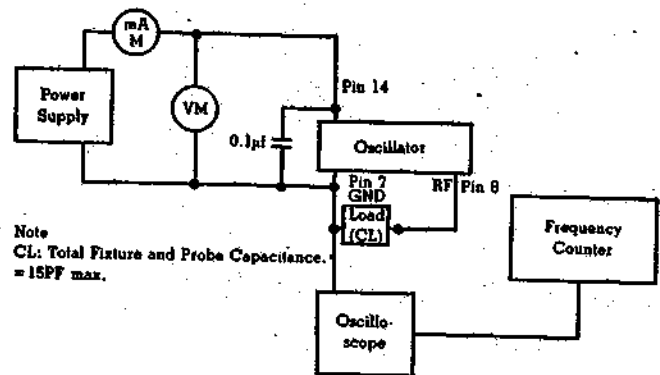 mA
M
Power
Supply
VM
Pin 14
0.1µf
Oscillator
Pin 7
GND
RF Pin 8
Load
(CL)
Note
CL: Total Fixture and Probe Capacitance.
= 15PF max.
Frequency
Counter
Oscillo-
scope